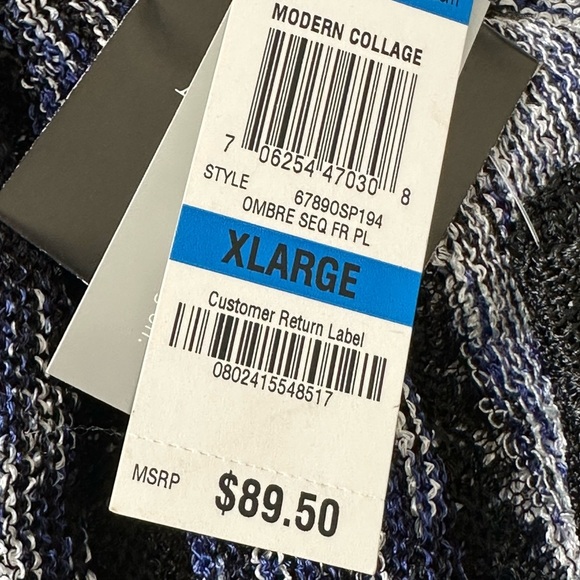 MODERN COLLAGE
7 06254 47030 8
STYLE 67890SP194
OMBRE SEQ FR PL
XLARGE
Customer Return Label
0802415548517
MSRP $89.50